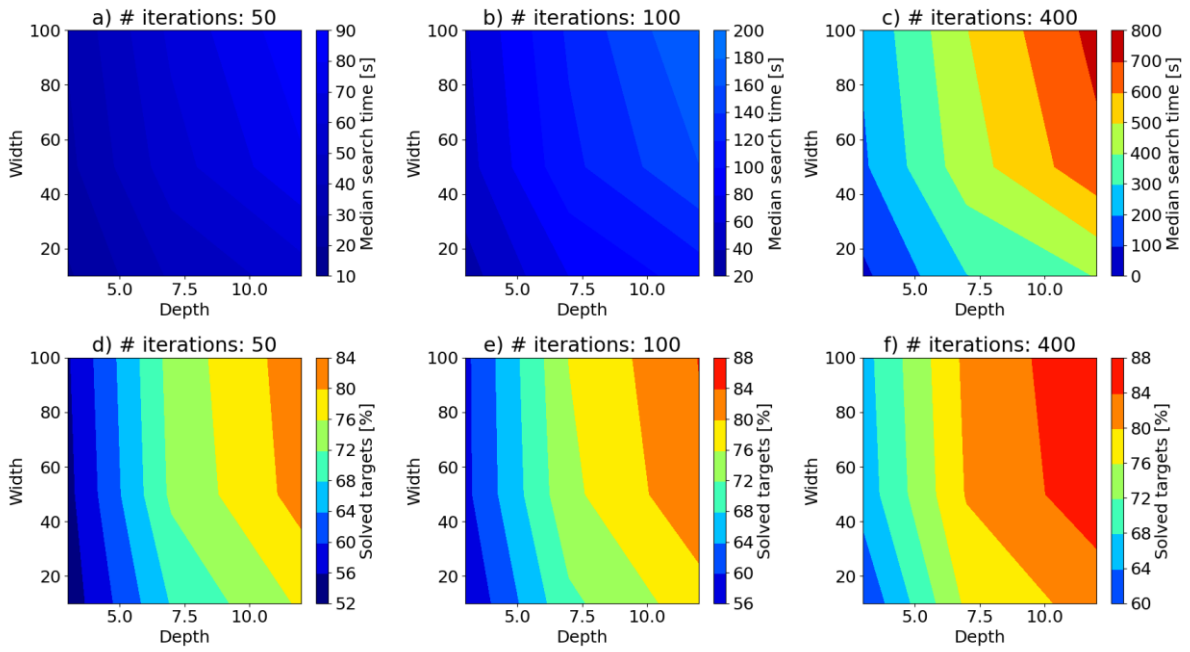 a) # iterations: 50
100
80
60
40
20
Width
5.0 7.5 10.0
Depth
90
80
70
60
50
40
30
20
10
Median search time [s]
b) # iterations: 100
100
80
60
40
20
Width
5.0 7.5 10.0
Depth
200
180
160
140
120
100
80
60
40
20
Median search time [s]
c) # iterations: 400
100
80
60
40
20
Width
5.0 7.5 10.0
Depth
800
700
600
500
400
300
200
100
0
Median search time [s]
d) # iterations: 50
100
80
60
40
20
Width
5.0 7.5 10.0
Depth
84
80
76
72
68
64
60
56
52
Solved targets [%]
e) # iterations: 100
100
80
60
40
20
Width
5.0 7.5 10.0
Depth
88
84
80
76
72
68
64
60
56
Solved targets [%]
f) # iterations: 400
100
80
60
40
20
Width
5.0 7.5 10.0
Depth
88
84
80
76
72
68
64
60
Solved targets [%]